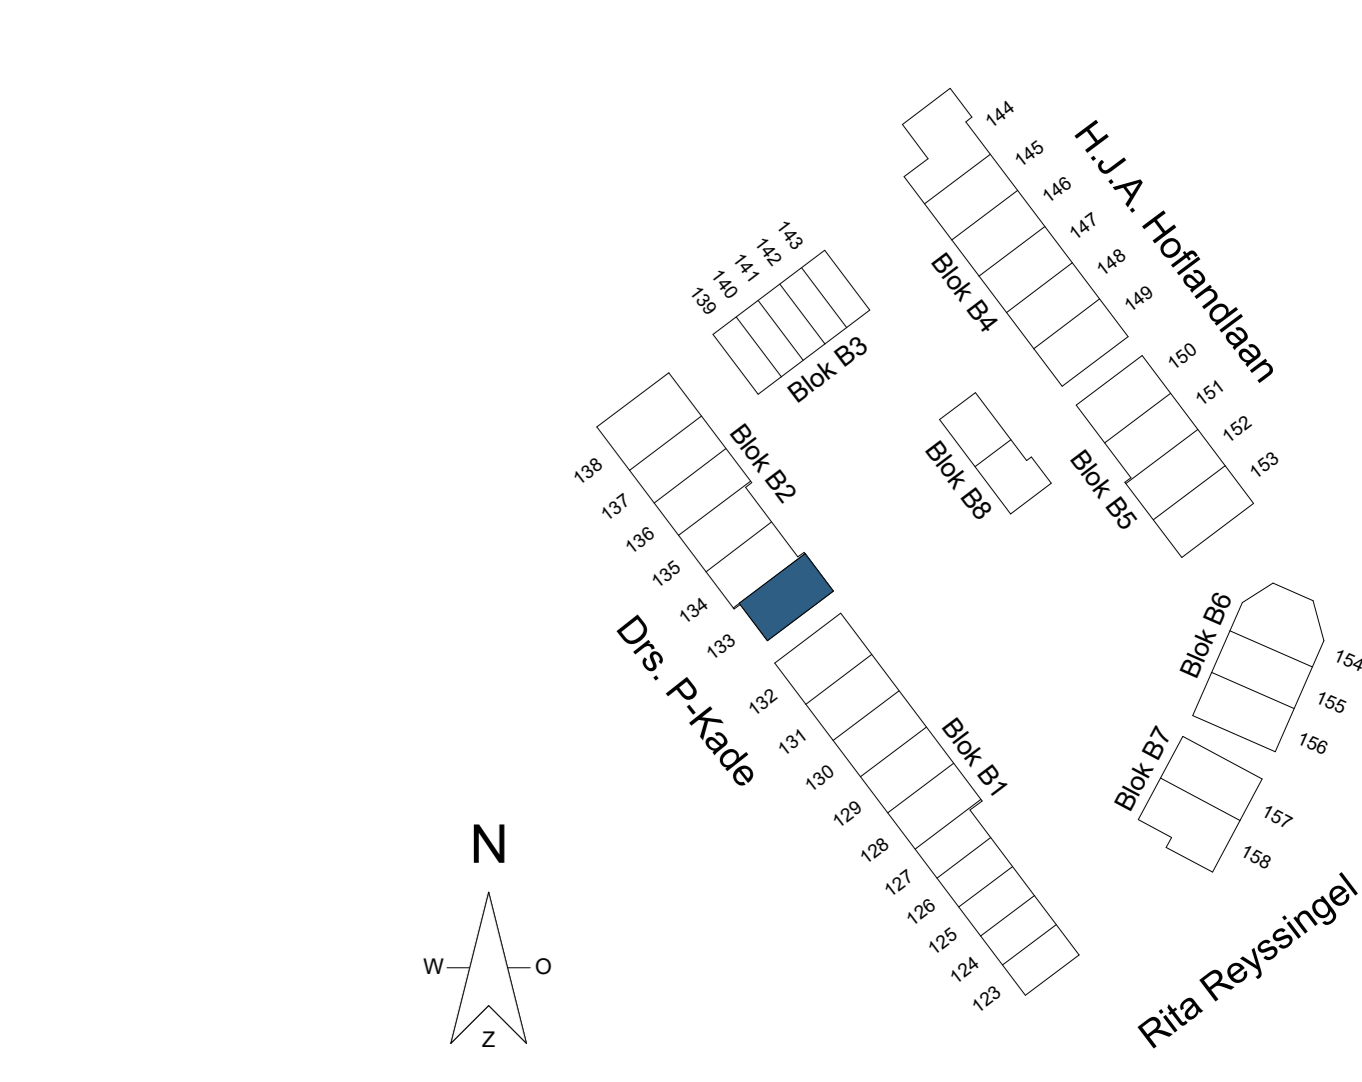 144
H.J.A. Hoflandlaan
145
146
147
148
149
Blok B4
143
142
141
140
139
Blok B3
150
151
152
153
Blok B5
Blok B8
Blok B2
138
137
136
135
134
133
Drs. P-Kade
Blok B6
154
155
156
Blok B7
157
158
132
131
130
129
128
127
126
125
124
123
Blok B1
Rita Reyssingel
N
W
O
Z